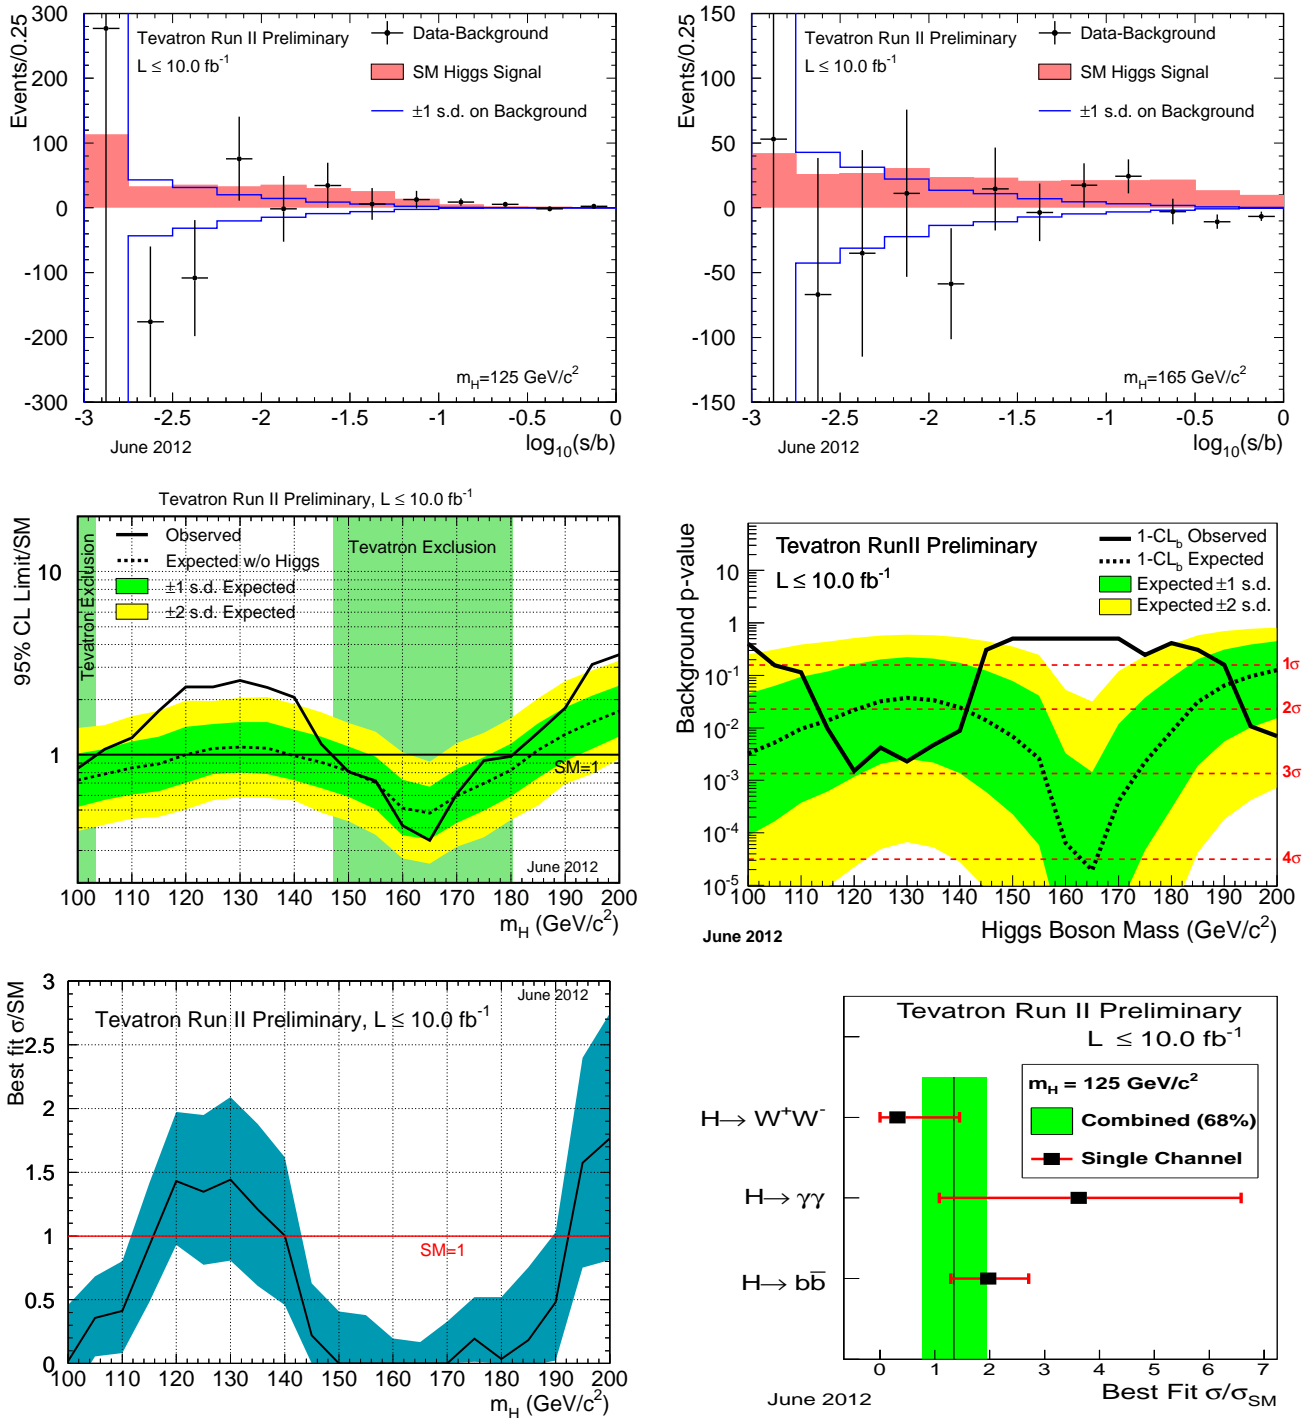 Events/0.25
300
200
100
0
-100
-200
-300
Tevatron Run II Preliminary
L ≤ 10.0 fb⁻¹
Data-Background
SM Higgs Signal
±1 s.d. on Background
m_H=125 GeV/c²
-3 -2.5 -2 -1.5 -1 -0.5 0
June 2012
log₁₀(s/b)
Events/0.25
150
100
50
0
-50
-100
-150
Tevatron Run II Preliminary
L ≤ 10.0 fb⁻¹
Data-Background
SM Higgs Signal
±1 s.d. on Background
m_H=165 GeV/c²
-3 -2.5 -2 -1.5 -1 -0.5 0
June 2012
log₁₀(s/b)
Tevatron Run II Preliminary, L ≤ 10.0 fb⁻¹
95% CL Limit/SM
10
1
Tevatron Exclusion
Observed
Expected w/o Higgs
±1 s.d. Expected
±2 s.d. Expected
Tevatron Exclusion
SM=1
June 2012
100 110 120 130 140 150 160 170 180 190 200
m_H (GeV/c²)
Background p-value
10
1
10⁻¹
10⁻²
10⁻³
10⁻⁴
10⁻⁵
Tevatron RunII Preliminary
L ≤ 10.0 fb⁻¹
1-CL_b Observed
1-CL_b Expected
Expected ±1 s.d.
Expected ±2 s.d.
1σ
2σ
3σ
4σ
100 110 120 130 140 150 160 170 180 190 200
June 2012
Higgs Boson Mass (GeV/c²)
Best fit σ/SM
3
2.5
2
1.5
1
0.5
0
June 2012
Tevatron Run II Preliminary, L ≤ 10.0 fb⁻¹
SM=1
100 110 120 130 140 150 160 170 180 190 200
m_H (GeV/c²)
Tevatron Run II Preliminary
L ≤ 10.0 fb⁻¹
m_H = 125 GeV/c²
Combined (68%)
Single Channel
H→ W⁺W⁻
H→ γγ
H→ bb̅
0 1 2 3 4 5 6 7
June 2012
Best Fit σ/σ_SM